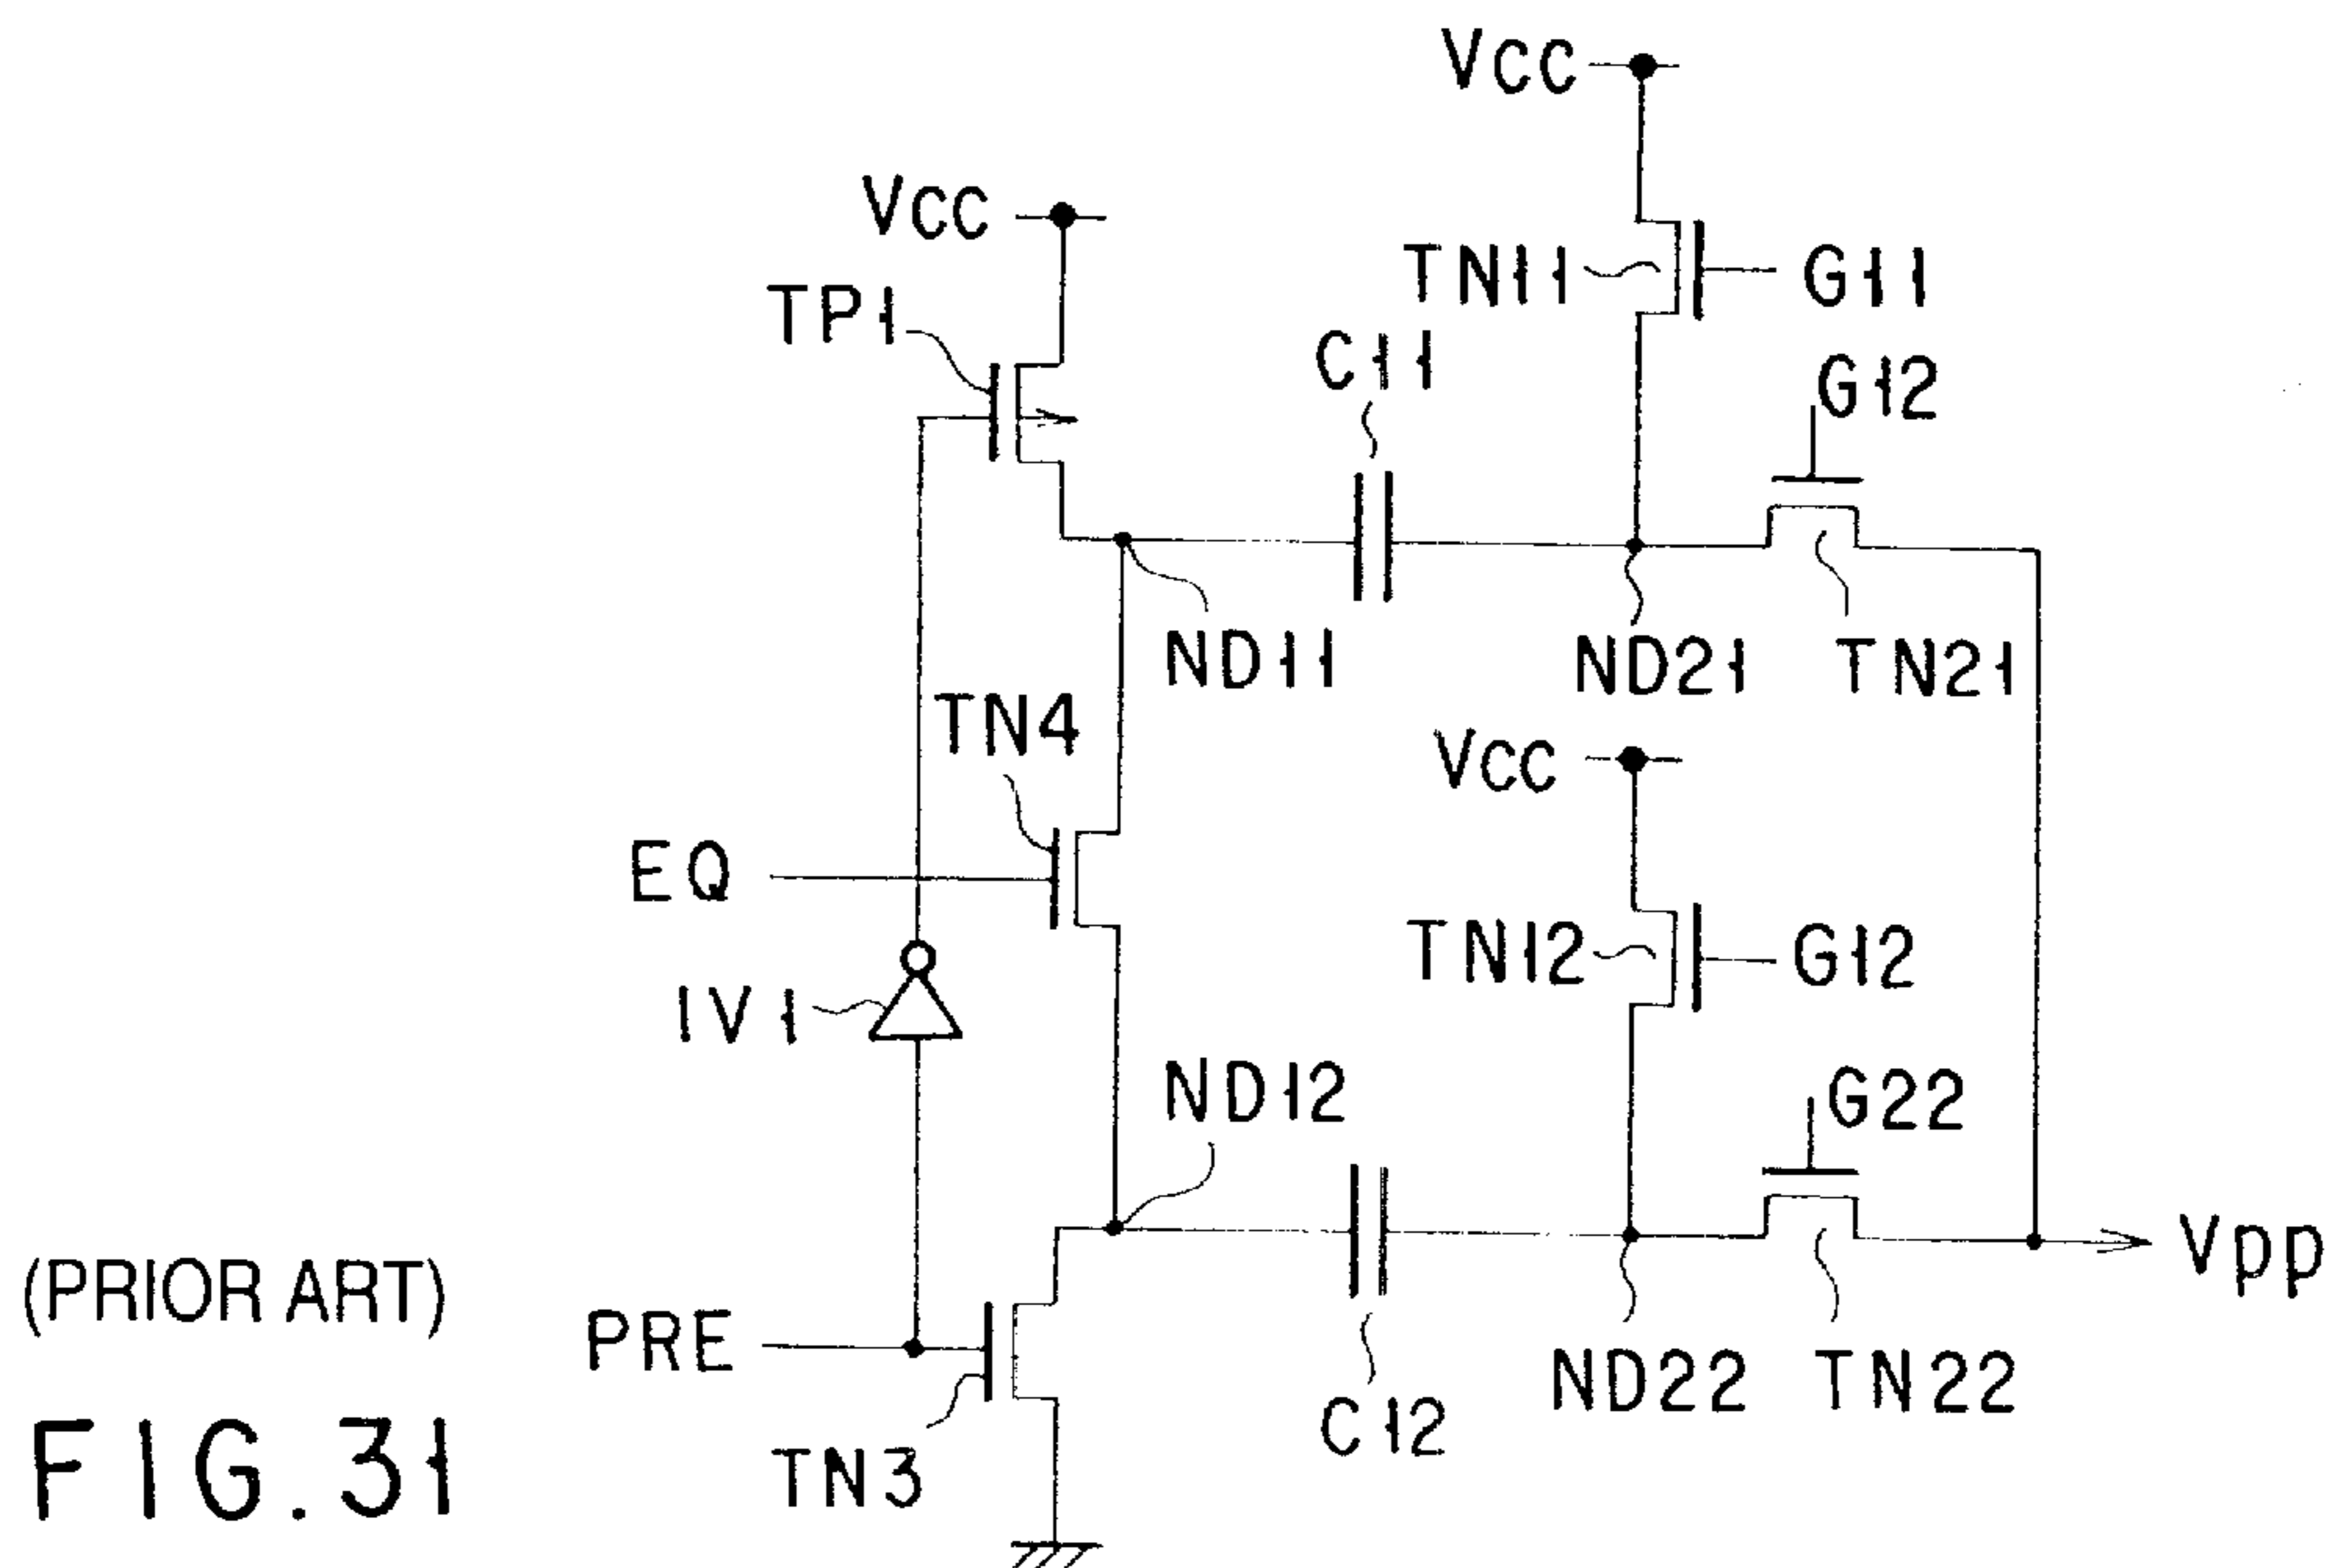 VCC
VCC
TN11
G11
TP1
C11
G12
ND11
ND21
TN21
TN4
VCC
EQ
TN12
G12
IV1
ND12
G22
(PRIOR ART)
PRE
VPP
ND22
TN22
C12
TN3
FIG.31